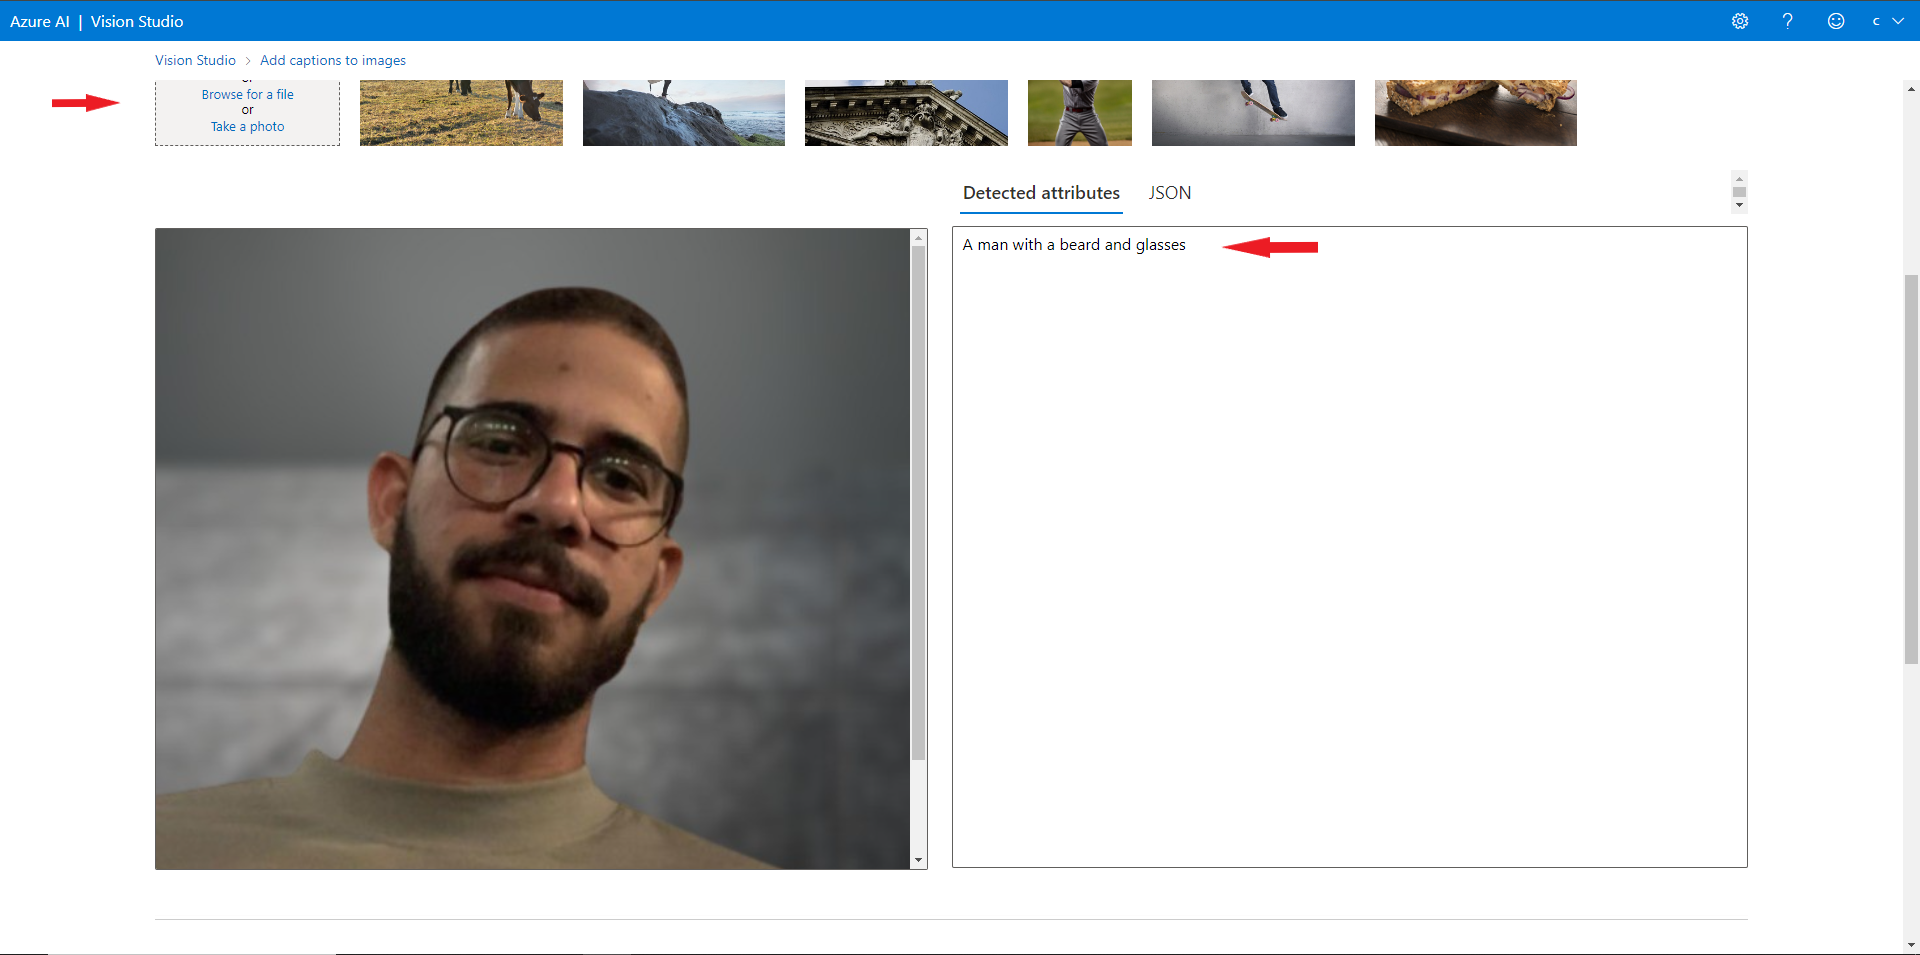 Azure AI | Vision Studio
c
Vision Studio > Add captions to images
or
Browse for a file
or
Take a photo
Detected attributes JSON
A man with a beard and glasses